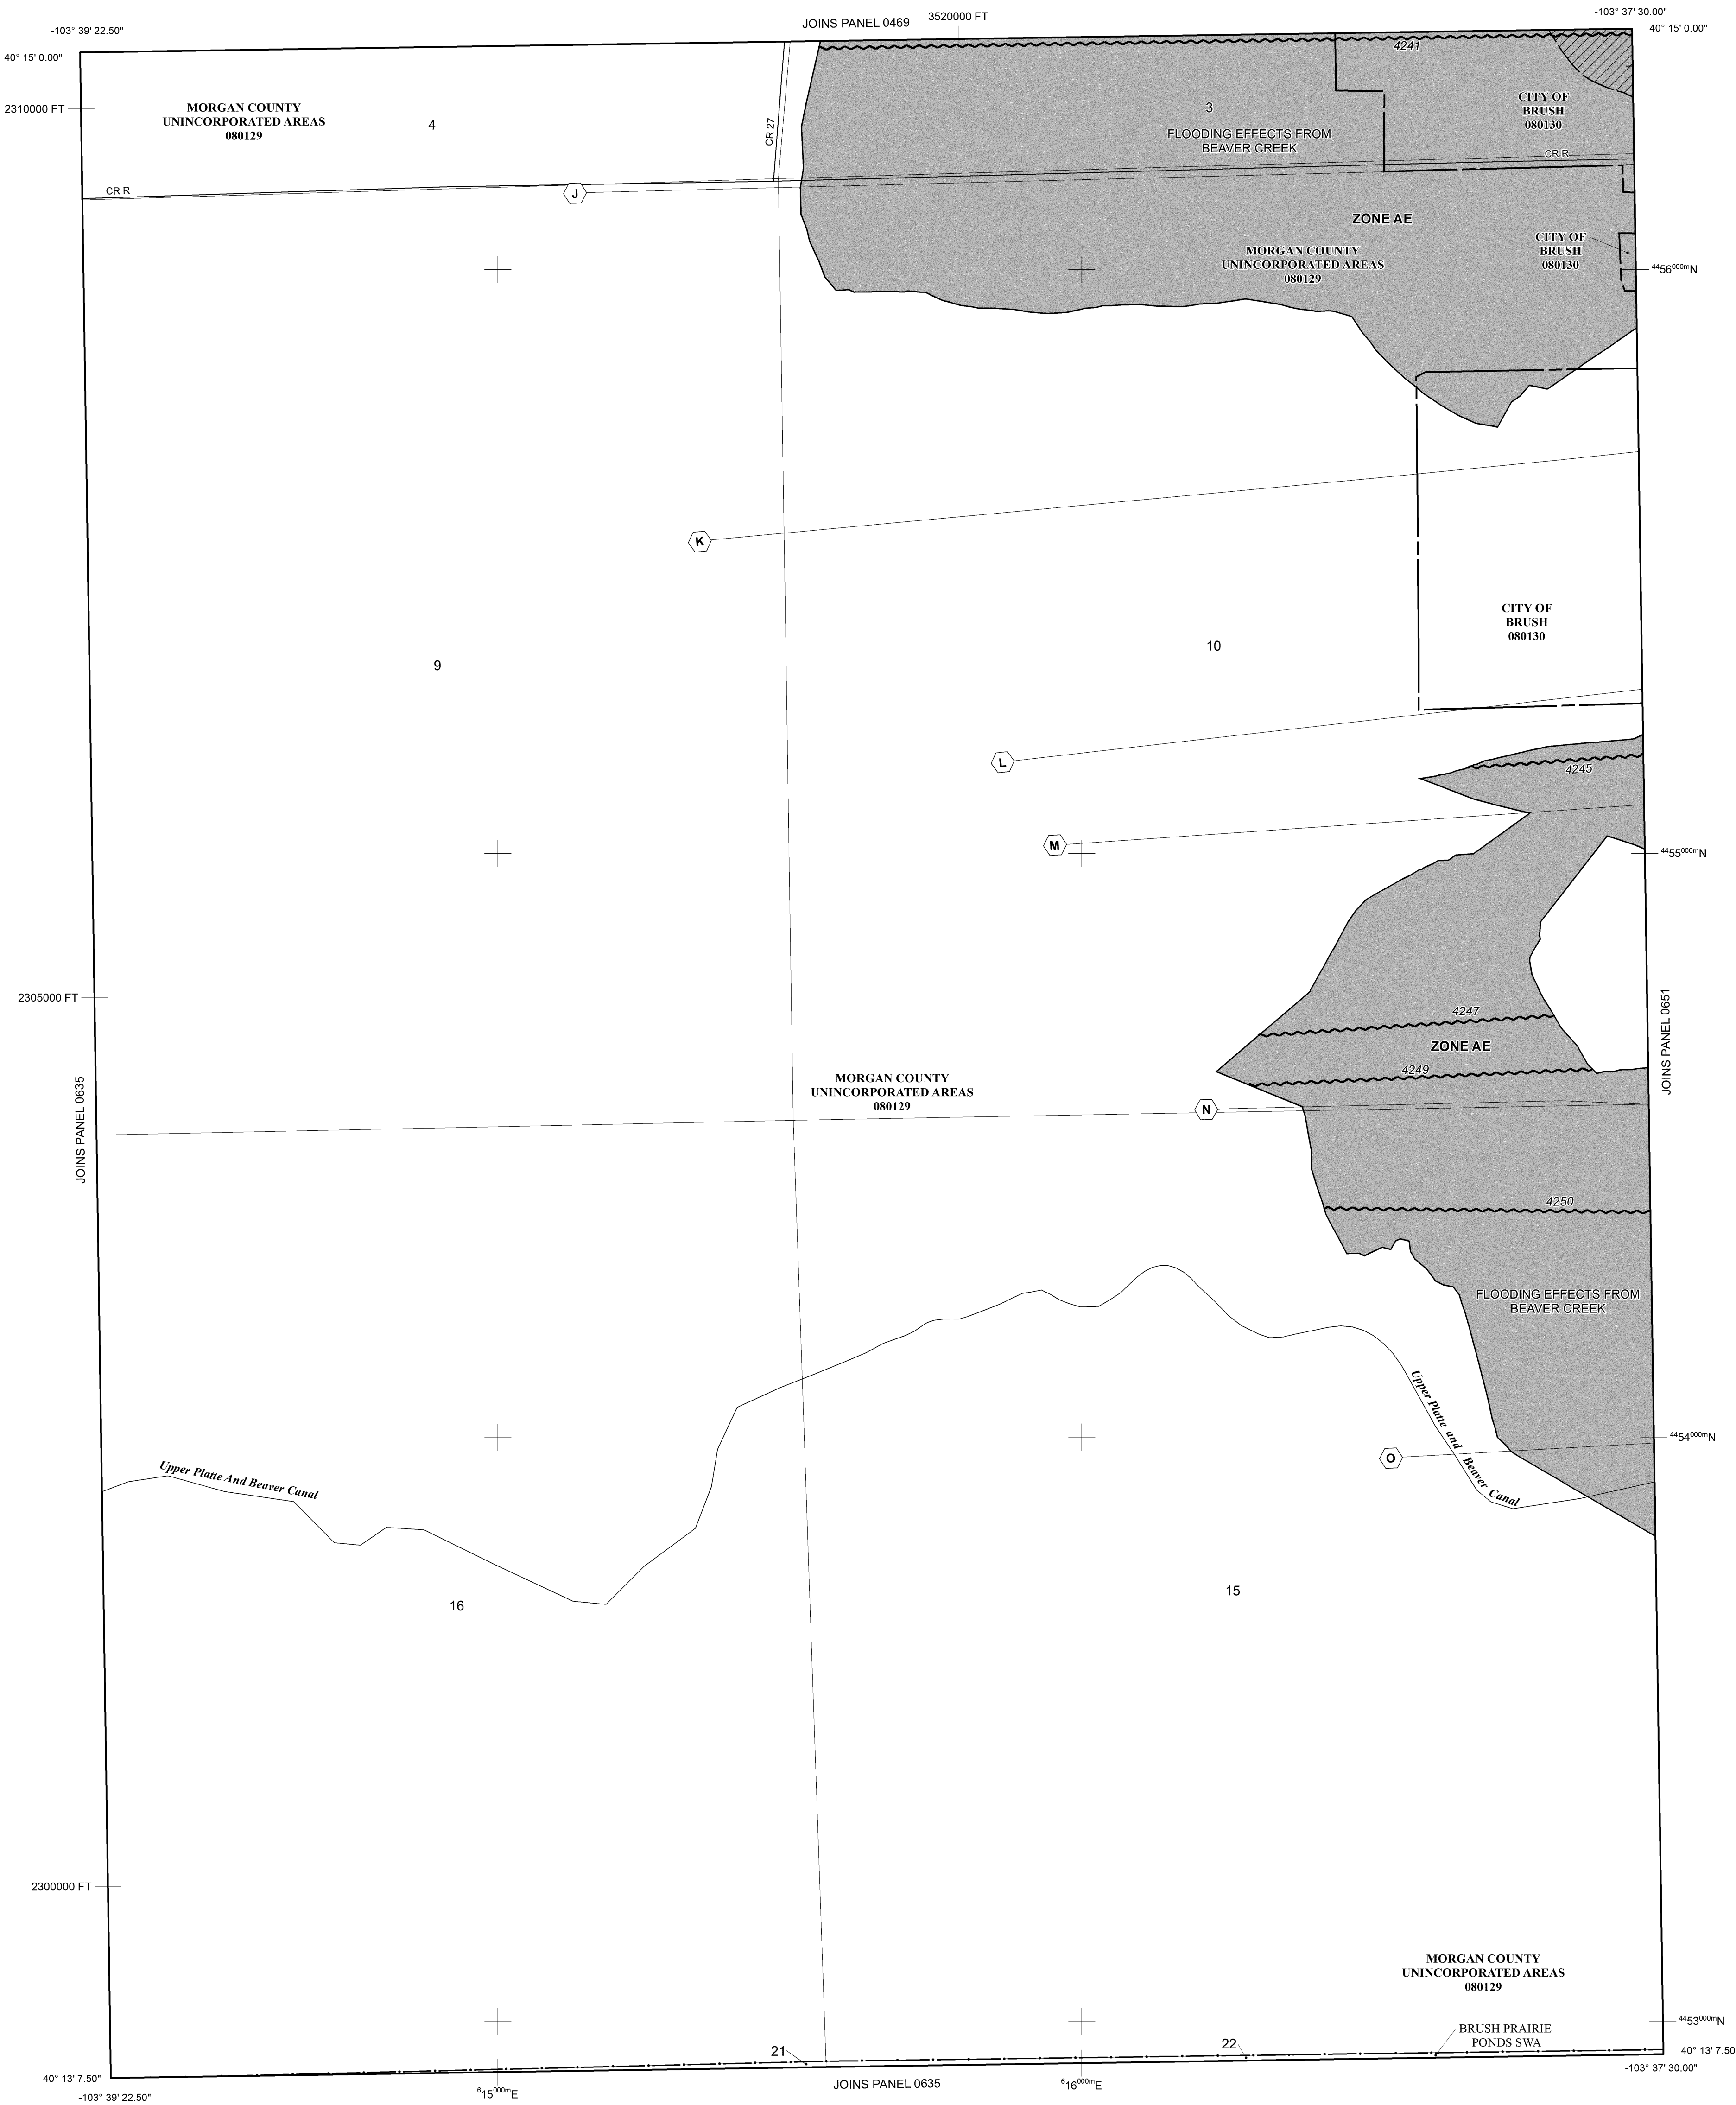 JOINS PANEL 0469
3520000 FT
-103° 37' 30.00"
-103° 39' 22.50"
40° 15' 0.00"
40° 15' 0.00"
4241
2310000 FT
MORGAN COUNTY
UNINCORPORATED AREAS
080129
4
CR 27
3
FLOODING EFFECTS FROM
BEAVER CREEK
CITY OF
BRUSH
080130
CR R
CR R
J
ZONE AE
MORGAN COUNTY
UNINCORPORATED AREAS
080129
CITY OF
BRUSH
080130
4456000mN
K
CITY OF
BRUSH
080130
10
9
L
4245
M
4455000mN
2305000 FT
4247
ZONE AE
4249
JOINS PANEL 0651
JOINS PANEL 0635
MORGAN COUNTY
UNINCORPORATED AREAS
080129
N
4250
FLOODING EFFECTS FROM
BEAVER CREEK
Upper Platte and Beaver Canal
4454000mN
O
Upper Platte And Beaver Canal
15
16
2300000 FT
MORGAN COUNTY
UNINCORPORATED AREAS
080129
4453000mN
BRUSH PRAIRIE
PONDS SWA
21
22
40° 13' 7.50"
40° 13' 7.50
-103° 37' 30.00"
-103° 39' 22.50"
615000mE
JOINS PANEL 0635
616000mE